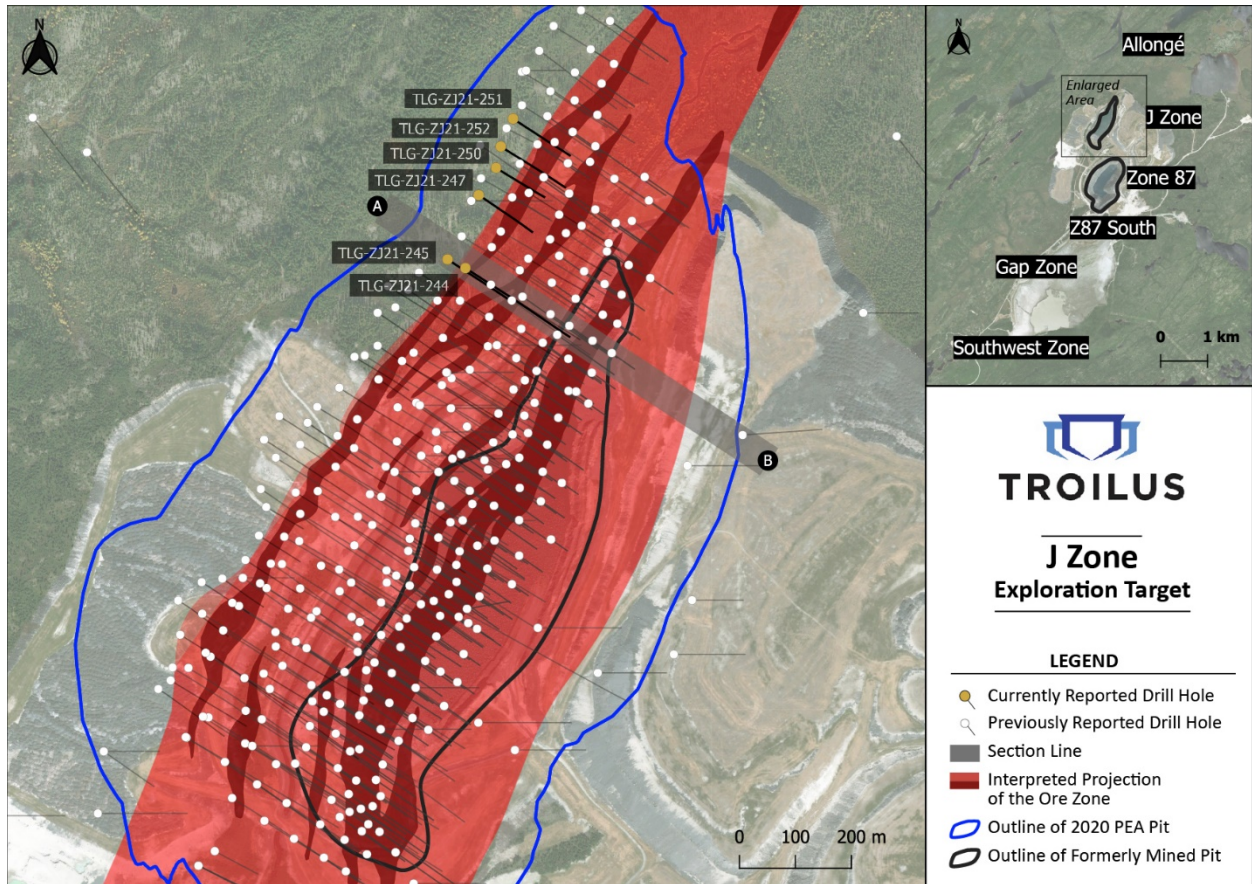 N
TLG-ZJ21-251
TLG-ZJ21-252
TLG-ZJ21-250
TLG-ZJ21-247
A
TLG-ZJ21-245
TLG-ZJ21-244
B
0 100 200 m
N
Allongé
Enlarged
Area
J Zone
Zone 87
Z87 South
Gap Zone
0 1 km
Southwest Zone
TROILUS
J Zone
Exploration Target
LEGEND
Currently Reported Drill Hole
Previously Reported Drill Hole
Section Line
Interpreted Projection
of the Ore Zone
Outline of 2020 PEA Pit
Outline of Formerly Mined Pit